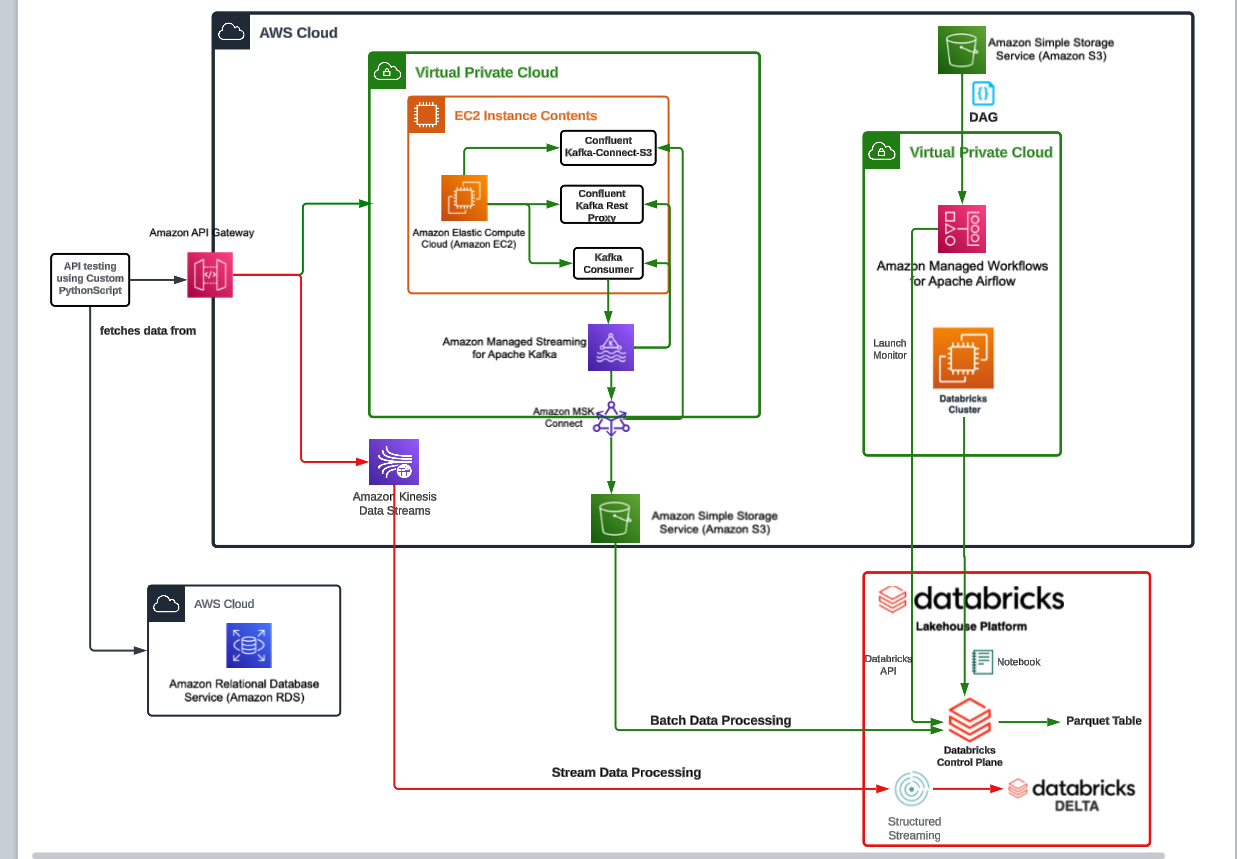 AWS Cloud
Amazon Simple Storage
Service (Amazon S3)
Virtual Private Cloud
DAG
EC2 Instance Contents
Confluent
Kafka-Connect-S3
Virtual Private Cloud
Confluent
Kafka Rest
Proxy
Amazon Elastic Compute
Cloud (Amazon EC2)
Amazon API Gateway
Kafka
Consumer
API testing
using Custom
PythonScript
Amazon Managed Workflows
for Apache Airflow
fetches data from
Amazon Managed Streaming
for Apache Kafka
Launch
Monitor
Databricks
Cluster
Amazon MSK
Connect
Amazon Kinesis
Data Streams
Amazon Simple Storage
Service (Amazon S3)
AWS Cloud
Amazon Relational Database
Service (Amazon RDS)
databricks
Lakehouse Platform
Databricks
API
Notebook
Batch Data Processing
Parquet Table
Databricks
Control Plane
Stream Data Processing
databricks
DELTA
Structured
Streaming